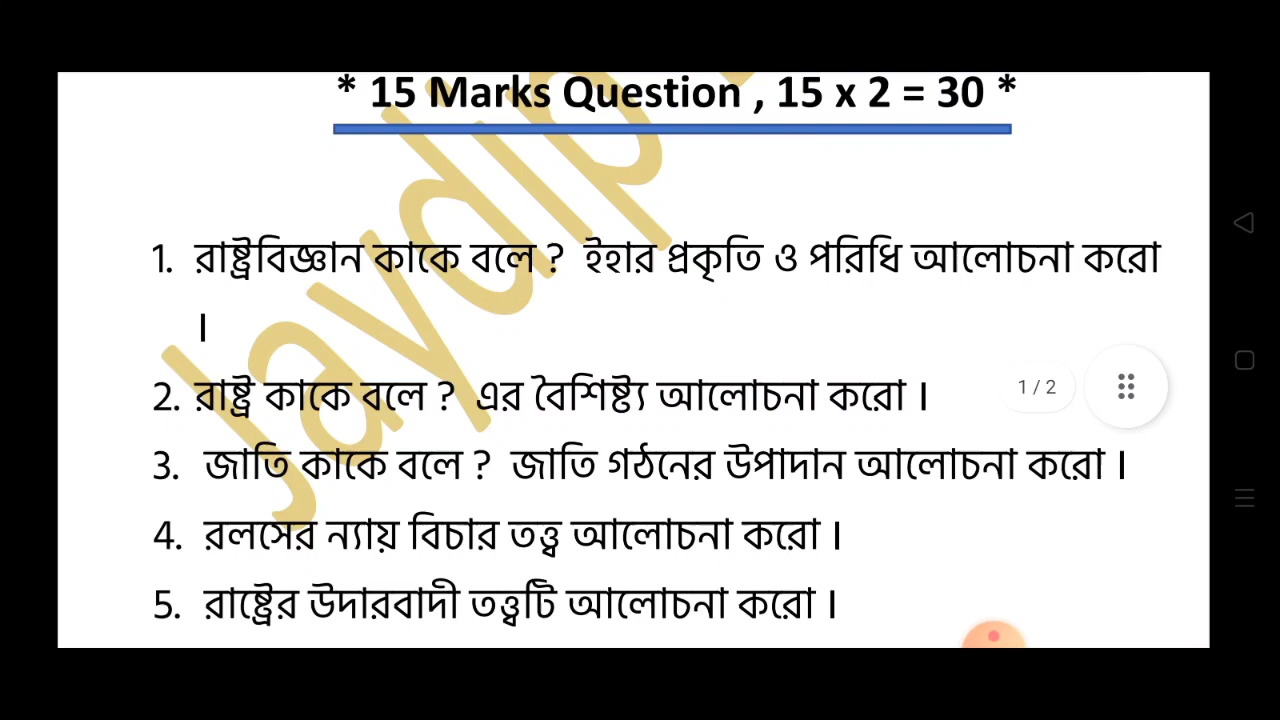 * 15 Marks Question , 15 x 2 = 30 *
1. রাষ্ট্রবিজ্ঞান কাকে বলে ? ইহার প্রকৃতি ও পরিধি আলোচনা করো
।
2. রাষ্ট্র কাকে বলে ? এর বৈশিষ্ট্য আলোচনা করো ।
1 / 2
3. জাতি কাকে বলে ? জাতি গঠনের উপাদান আলোচনা করো ।
4. রলসের ন্যায় বিচার তত্ত্ব আলোচনা করো ।
5. রাষ্ট্রের উদারবাদী তত্ত্বটি আলোচনা করো ।
Jaydip